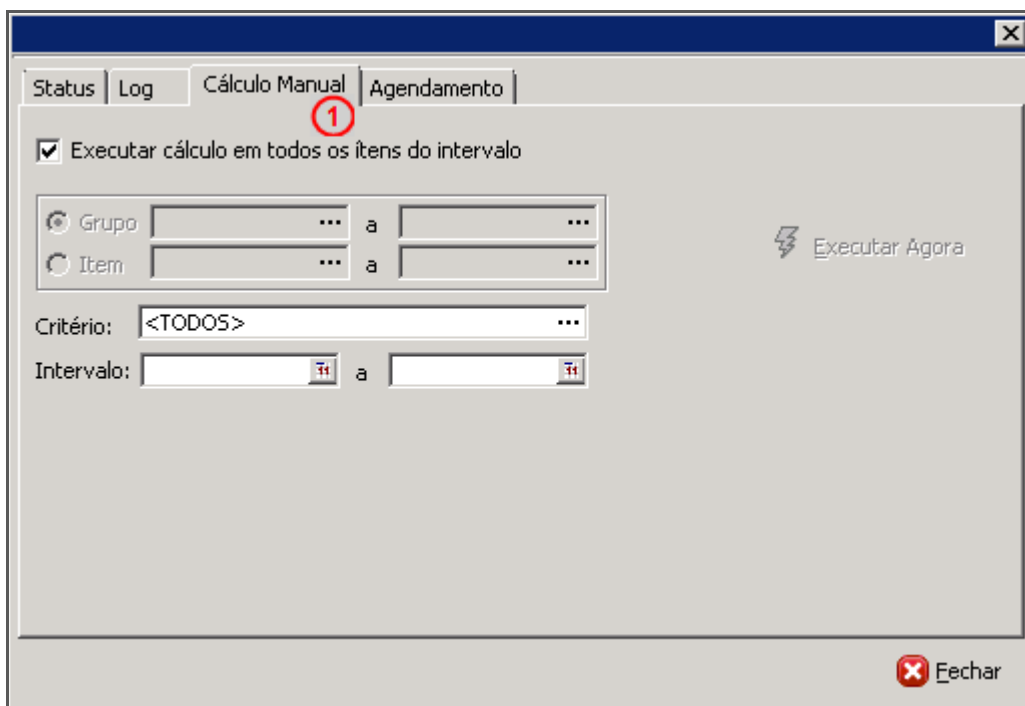 Status Log Cálculo Manual Agendamento
1
Executar cálculo em todos os ítens do intervalo
Grupo ... a ...
Executar Agora
Item ... a ...
Critério: <TODOS> ...
Intervalo: a
Fechar